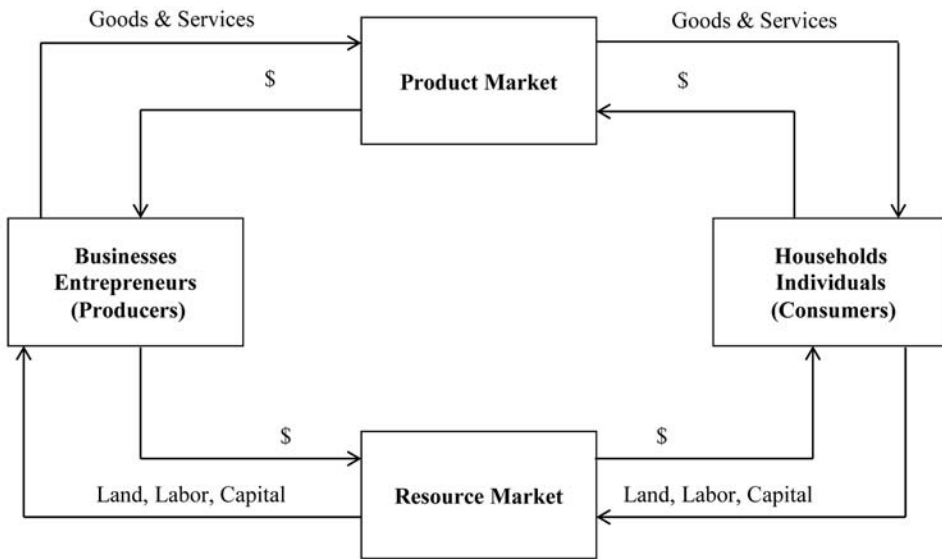 Goods & Services
Goods & Services
$
Product Market
$
Businesses
Entrepreneurs
(Producers)
Households
Individuals
(Consumers)
$
$
Land, Labor, Capital
Resource Market
Land, Labor, Capital